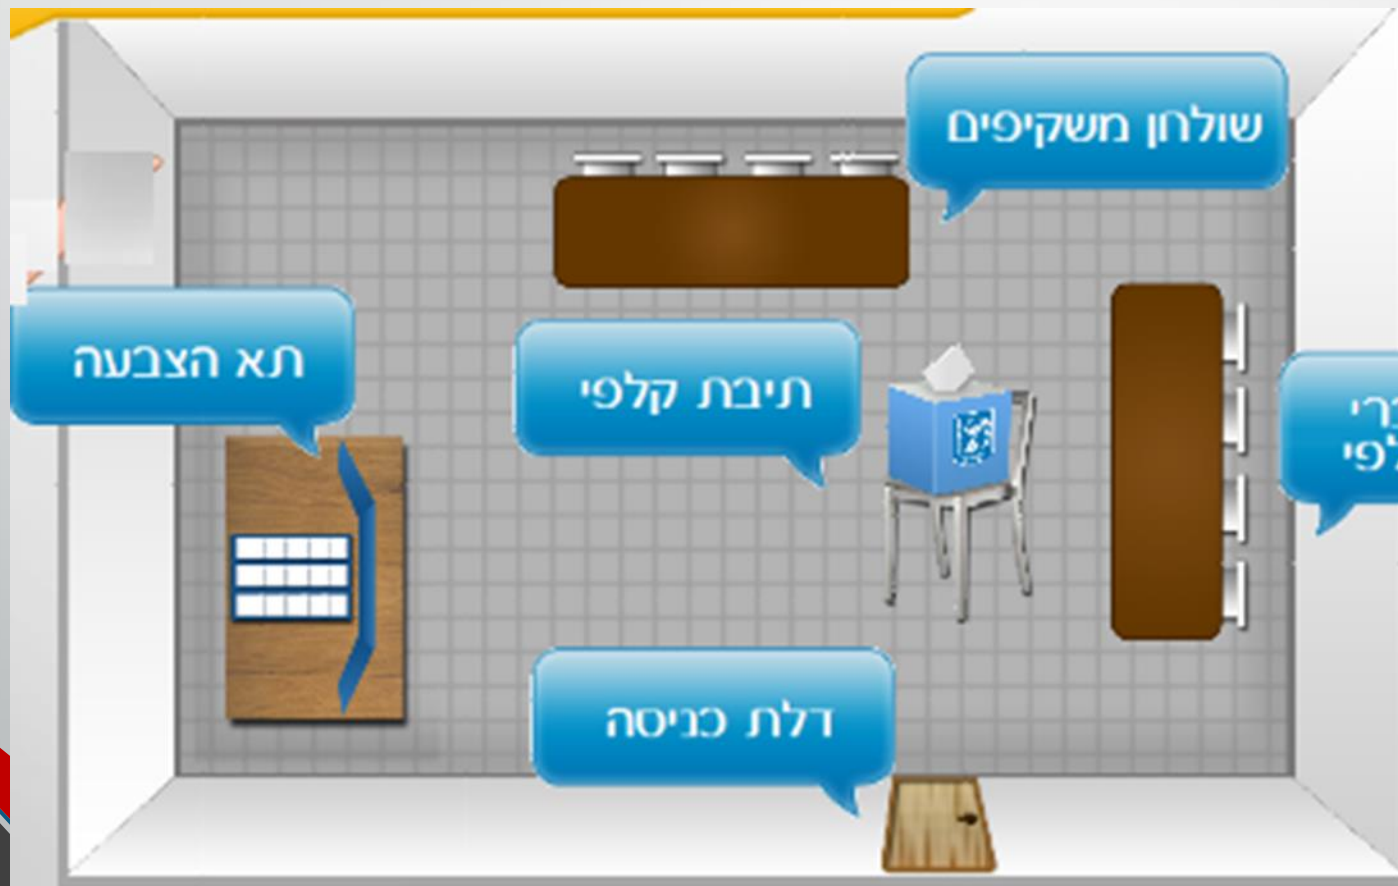 שולחן משקיפים
תא הצבעה
תיבת קלפי
דלת כניסה